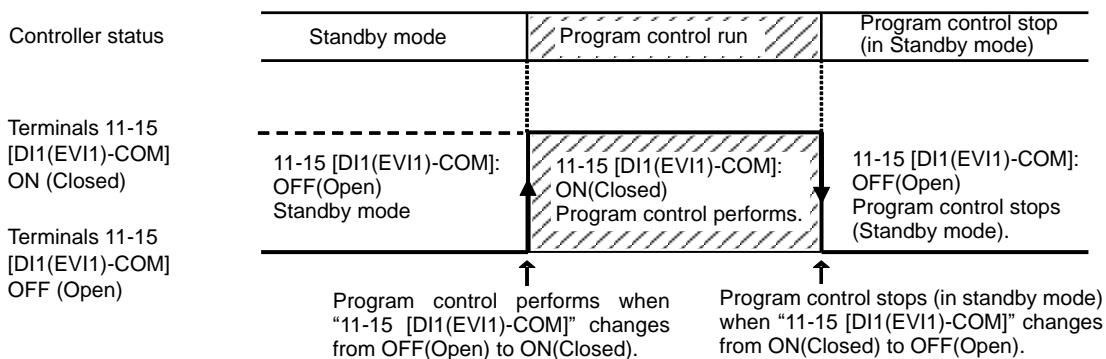 Controller status
Standby mode
Program control run
Program control stop
(in Standby mode)
Terminals 11-15
[DI1(EVI1)-COM]
ON (Closed)
Terminals 11-15
[DI1(EVI1)-COM]
OFF (Open)
11-15 [DI1(EVI1)-COM]:
OFF(Open)
Standby mode
11-15 [DI1(EVI1)-COM]:
ON(Closed)
Program control performs.
11-15 [DI1(EVI1)-COM]:
OFF(Open)
Program control stops
(Standby mode).
Program control performs when
“11-15 [DI1(EVI1)-COM]” changes
from OFF(Open) to ON(Closed).
Program control stops (in standby mode)
when “11-15 [DI1(EVI1)-COM]” changes
from ON(Closed) to OFF(Open).